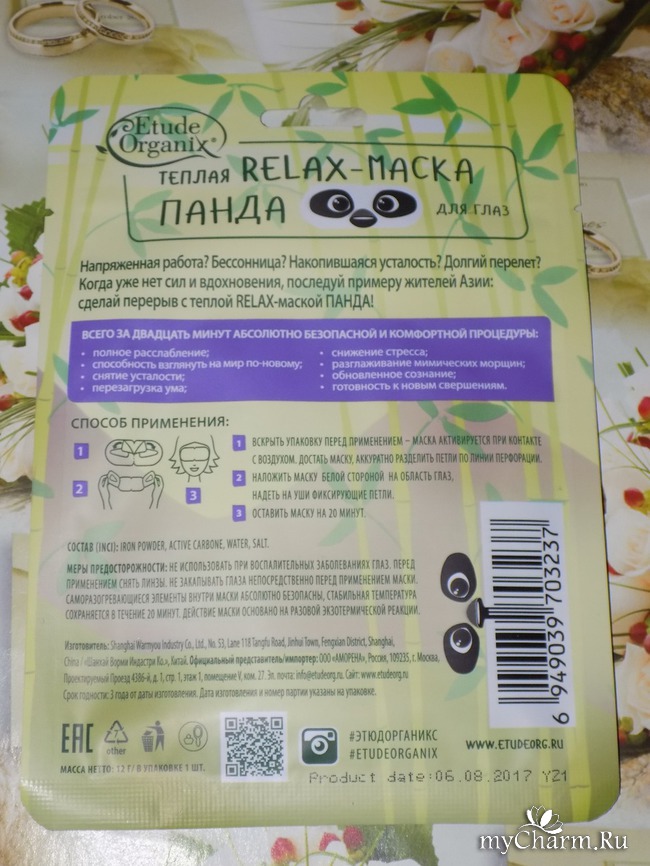 Etude
Organix®
ТЕПЛАЯ RELAX-МАСКА
ПАНДА ДЛЯ ГЛАЗ
Напряженная работа? Бессонница? Накопившаяся усталость? Долгий перелет?
Когда уже нет сил и вдохновения, последуй примеру жителей Азии:
сделай перерыв с теплой RELAX-маской ПАНДА!
ВСЕГО ЗА ДВАДЦАТЬ МИНУТ АБСОЛЮТНО БЕЗОПАСНОЙ И КОМФОРТНОЙ ПРОЦЕДУРЫ:
• полное расслабление;
• способность взглянуть на мир по-новому;
• снятие усталости;
• перезагрузка ума;
• снижение стресса;
• разглаживание мимических морщин;
• обновленное сознание;
• готовность к новым свершениям.
СПОСОБ ПРИМЕНЕНИЯ:
1
2
3
1 ВСКРЫТЬ УПАКОВКУ ПЕРЕД ПРИМЕНЕНИЕМ – МАСКА АКТИВИРУЕТСЯ ПРИ КОНТАКТЕ
С ВОЗДУХОМ. ДОСТАТЬ МАСКУ, АККУРАТНО РАЗДЕЛИТЬ ПЕТЛИ ПО ЛИНИИ ПЕРФОРАЦИИ.
2 НАЛОЖИТЬ МАСКУ БЕЛОЙ СТОРОНОЙ НА ОБЛАСТЬ ГЛАЗ,
НАДЕТЬ НА УШИ ФИКСИРУЮЩИЕ ПЕТЛИ.
3 ОСТАВИТЬ МАСКУ НА 20 МИНУТ.
СОСТАВ (INCI): IRON POWDER, ACTIVE CARBONE, WATER, SALT.
МЕРЫ ПРЕДОСТОРОЖНОСТИ: НЕ ИСПОЛЬЗОВАТЬ ПРИ ВОСПАЛИТЕЛЬНЫХ ЗАБОЛЕВАНИЯХ ГЛАЗ. ПЕРЕД
ПРИМЕНЕНИЕМ СНЯТЬ ЛИНЗЫ. НЕ ЗАКАПЫВАТЬ ГЛАЗА НЕПОСРЕДСТВЕННО ПЕРЕД ПРИМЕНЕНИЕМ МАСКИ.
САМОРАЗОГРЕВАЮЩИЕСЯ ЭЛЕМЕНТЫ ВНУТРИ МАСКИ АБСОЛЮТНО БЕЗОПАСНЫ, СТАБИЛЬНАЯ ТЕМПЕРАТУРА
СОХРАНЯЕТСЯ В ТЕЧЕНИЕ 20 МИНУТ. ДЕЙСТВИЕ МАСКИ ОСНОВАНО НА РАЗОВОЙ ЭКЗОТЕРМИЧЕСКОЙ РЕАКЦИИ.
Изготовитель: Shanghai Warmyou Industry Co., Ltd., No. 53, Lane 118 Tangfu Road, Jinhui Town, Fengxian District, Shanghai,
China / «Шанхай Вормю Индастри Ко.», Китай. Официальный представитель/импортер: ООО «АМОРЕНА», Россия, 109235, г. Москва,
Проектируемый Проезд 4386-й, д. 1, стр. 1, этаж 1, помещение V, ком. 27. Эл. почта: info@etudeorg.ru. Сайт: www.etudeorg.ru
Срок годности: 3 года от даты изготовления. Дата изготовления и номер партии указаны на упаковке.
6 949039 703237
EAC
7
other
МАССА НЕТТО: 12 Г/В УПАКОВКЕ 1 ШТ.
#ЭТЮДОРГАНИКС
#ETUDEORGANIX
WWW.ETUDEORG.RU
Product date:06.08.2017 YZ1
myCharm.Ru